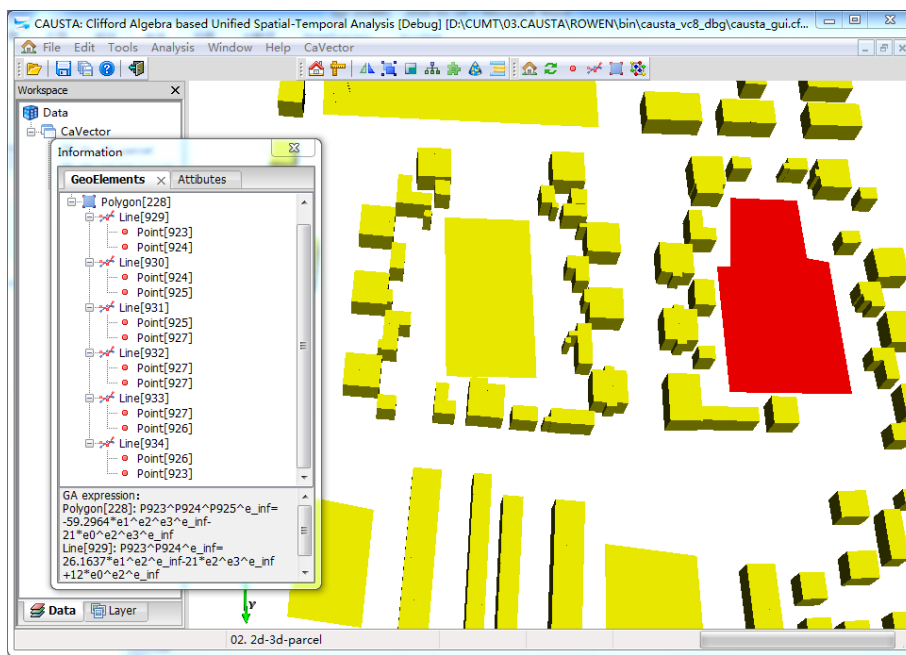 CAUSTA: Clifford Algebra based Unified Spatial-Temporal Analysis [Debug] [D:\CUMT\03.CAUSTA\ROWEN\bin\causta_vc8_dbg\causta_gui.cf...
File Edit Tools Analysis Window Help CaVector
Workspace
Data
CaVector
Information
GeoElements Attibutes
Polygon[228]
Line[929]
Point[923]
Point[924]
Line[930]
Point[924]
Point[925]
Line[931]
Point[925]
Point[927]
Line[932]
Point[927]
Point[927]
Line[933]
Point[927]
Point[926]
Line[934]
Point[926]
Point[923]
GA expression:
Polygon[228]: P923^P924^P925^e_inf=
-59.2964*e1^e2^e3^e_inf-
21*e0^e2^e3^e_inf
Line[929]: P923^P924^e_inf=
26.1637*e1^e2^e_inf-21*e2^e3^e_inf
+12*e0^e2^e_inf
Y
Data Layer
02. 2d-3d-parcel